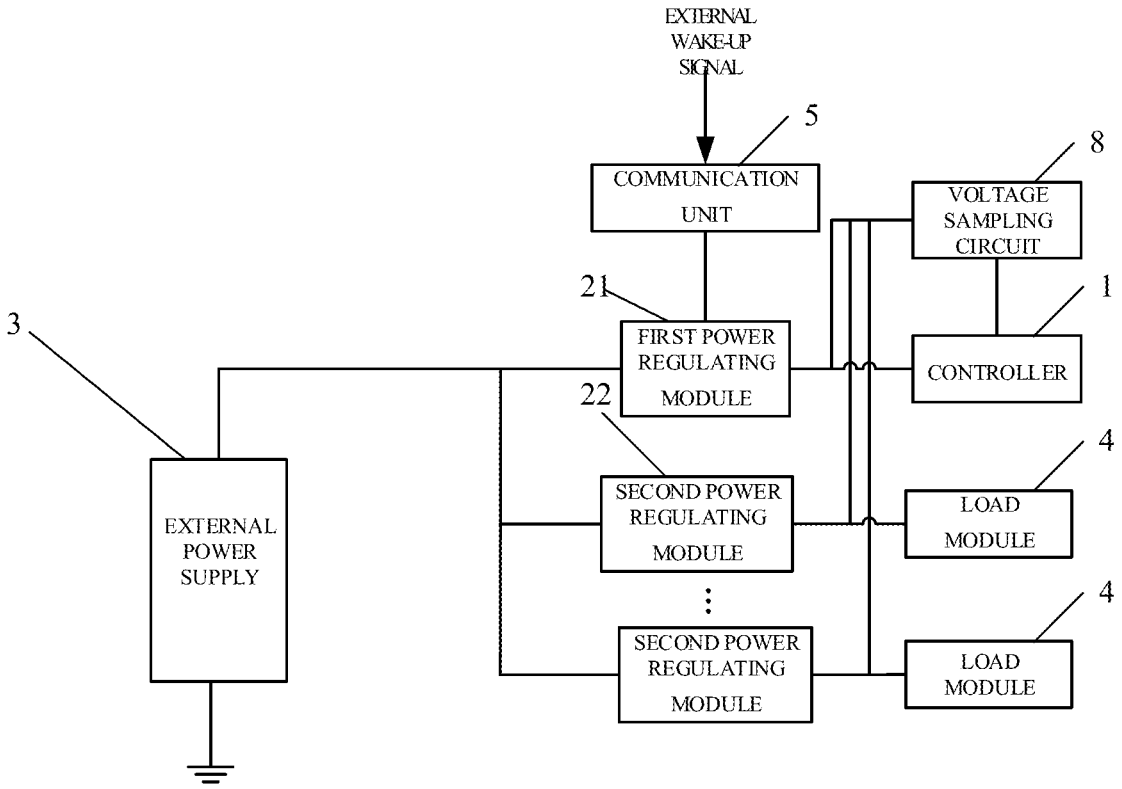 EXTERNAL
WAKE-UP
SIGNAL
5
COMMUNICATION
UNIT
8
VOLTAGE
SAMPLING
CIRCUIT
21
FIRST POWER
REGULATING
MODULE
1
CONTROLLER
3
EXTERNAL
POWER
SUPPLY
22
SECOND POWER
REGULATING
MODULE
4
LOAD
MODULE
SECOND POWER
REGULATING
MODULE
4
LOAD
MODULE